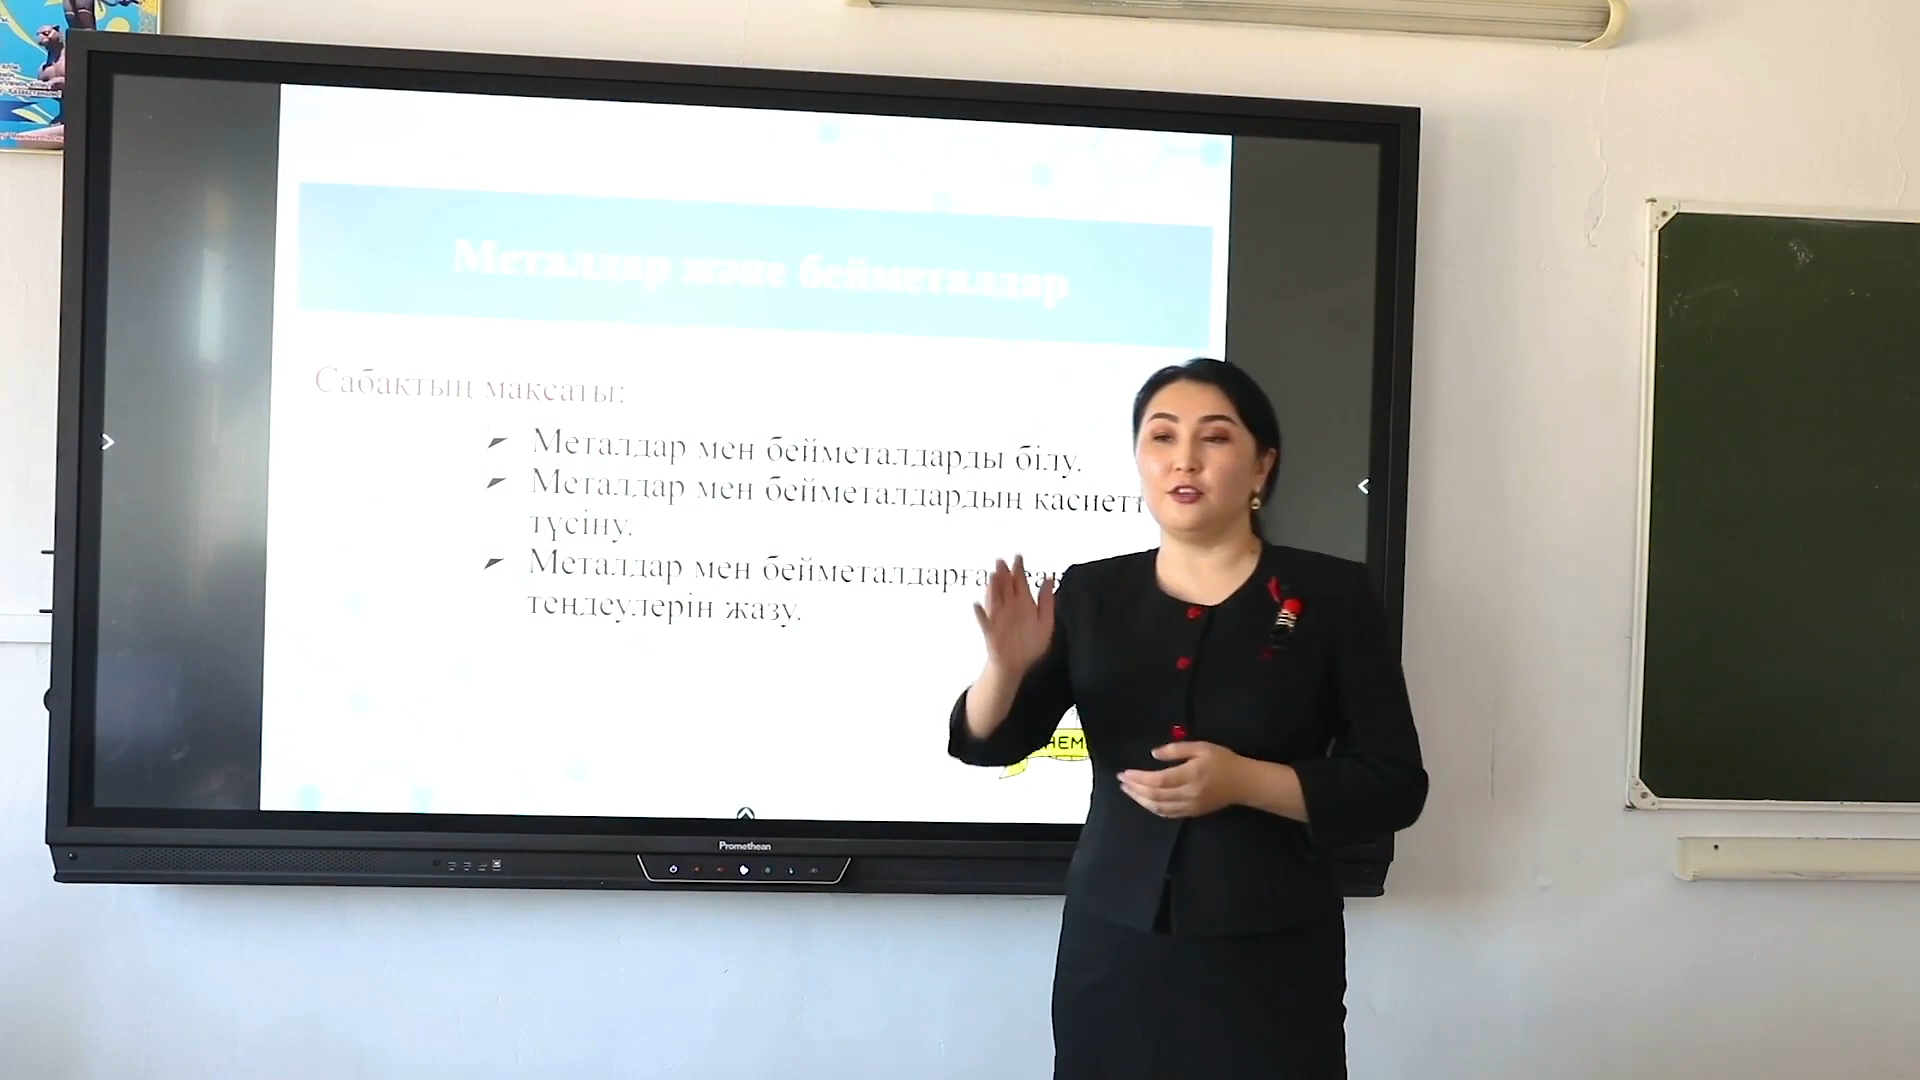 Металдар және бейметалдар
Сабақтың мақсаты:
Металдар мен бейметалдарды білу.
Металдар мен бейметалдардың қасиетт
түсіну.
Металдар мен бейметалдарға
теңдеулерін жазу.
Promethean